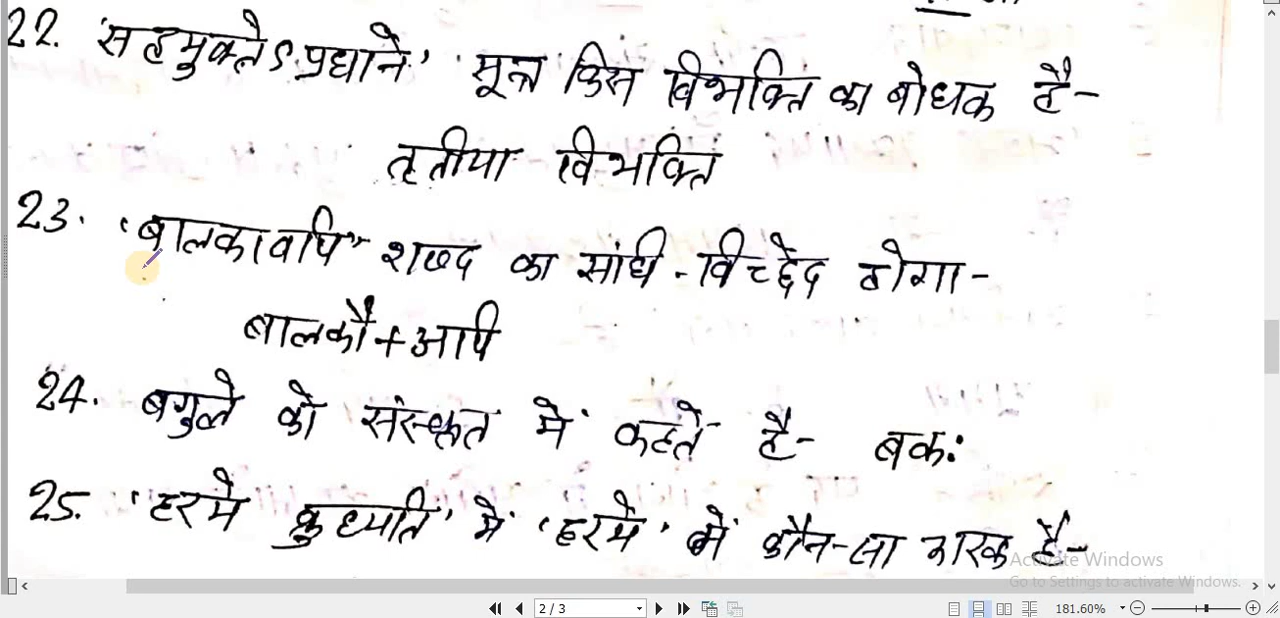 22. 'सहयुक्तेऽप्रधाने' सूत्र किस विभक्ति का बोधक है-
तृतीया विभक्ति
23. 'बालकावपि" शब्द का संधि-विच्छेद होगा-
बालकौ+अपि
24. बगुले को संस्कृत में कहते है- बक:
25. 'हरये क्रुध्यति' में 'हरये' में कौन-सा कारक है-
Activate Windows
Go to Settings to activate Windows.
2 / 3
181.60%